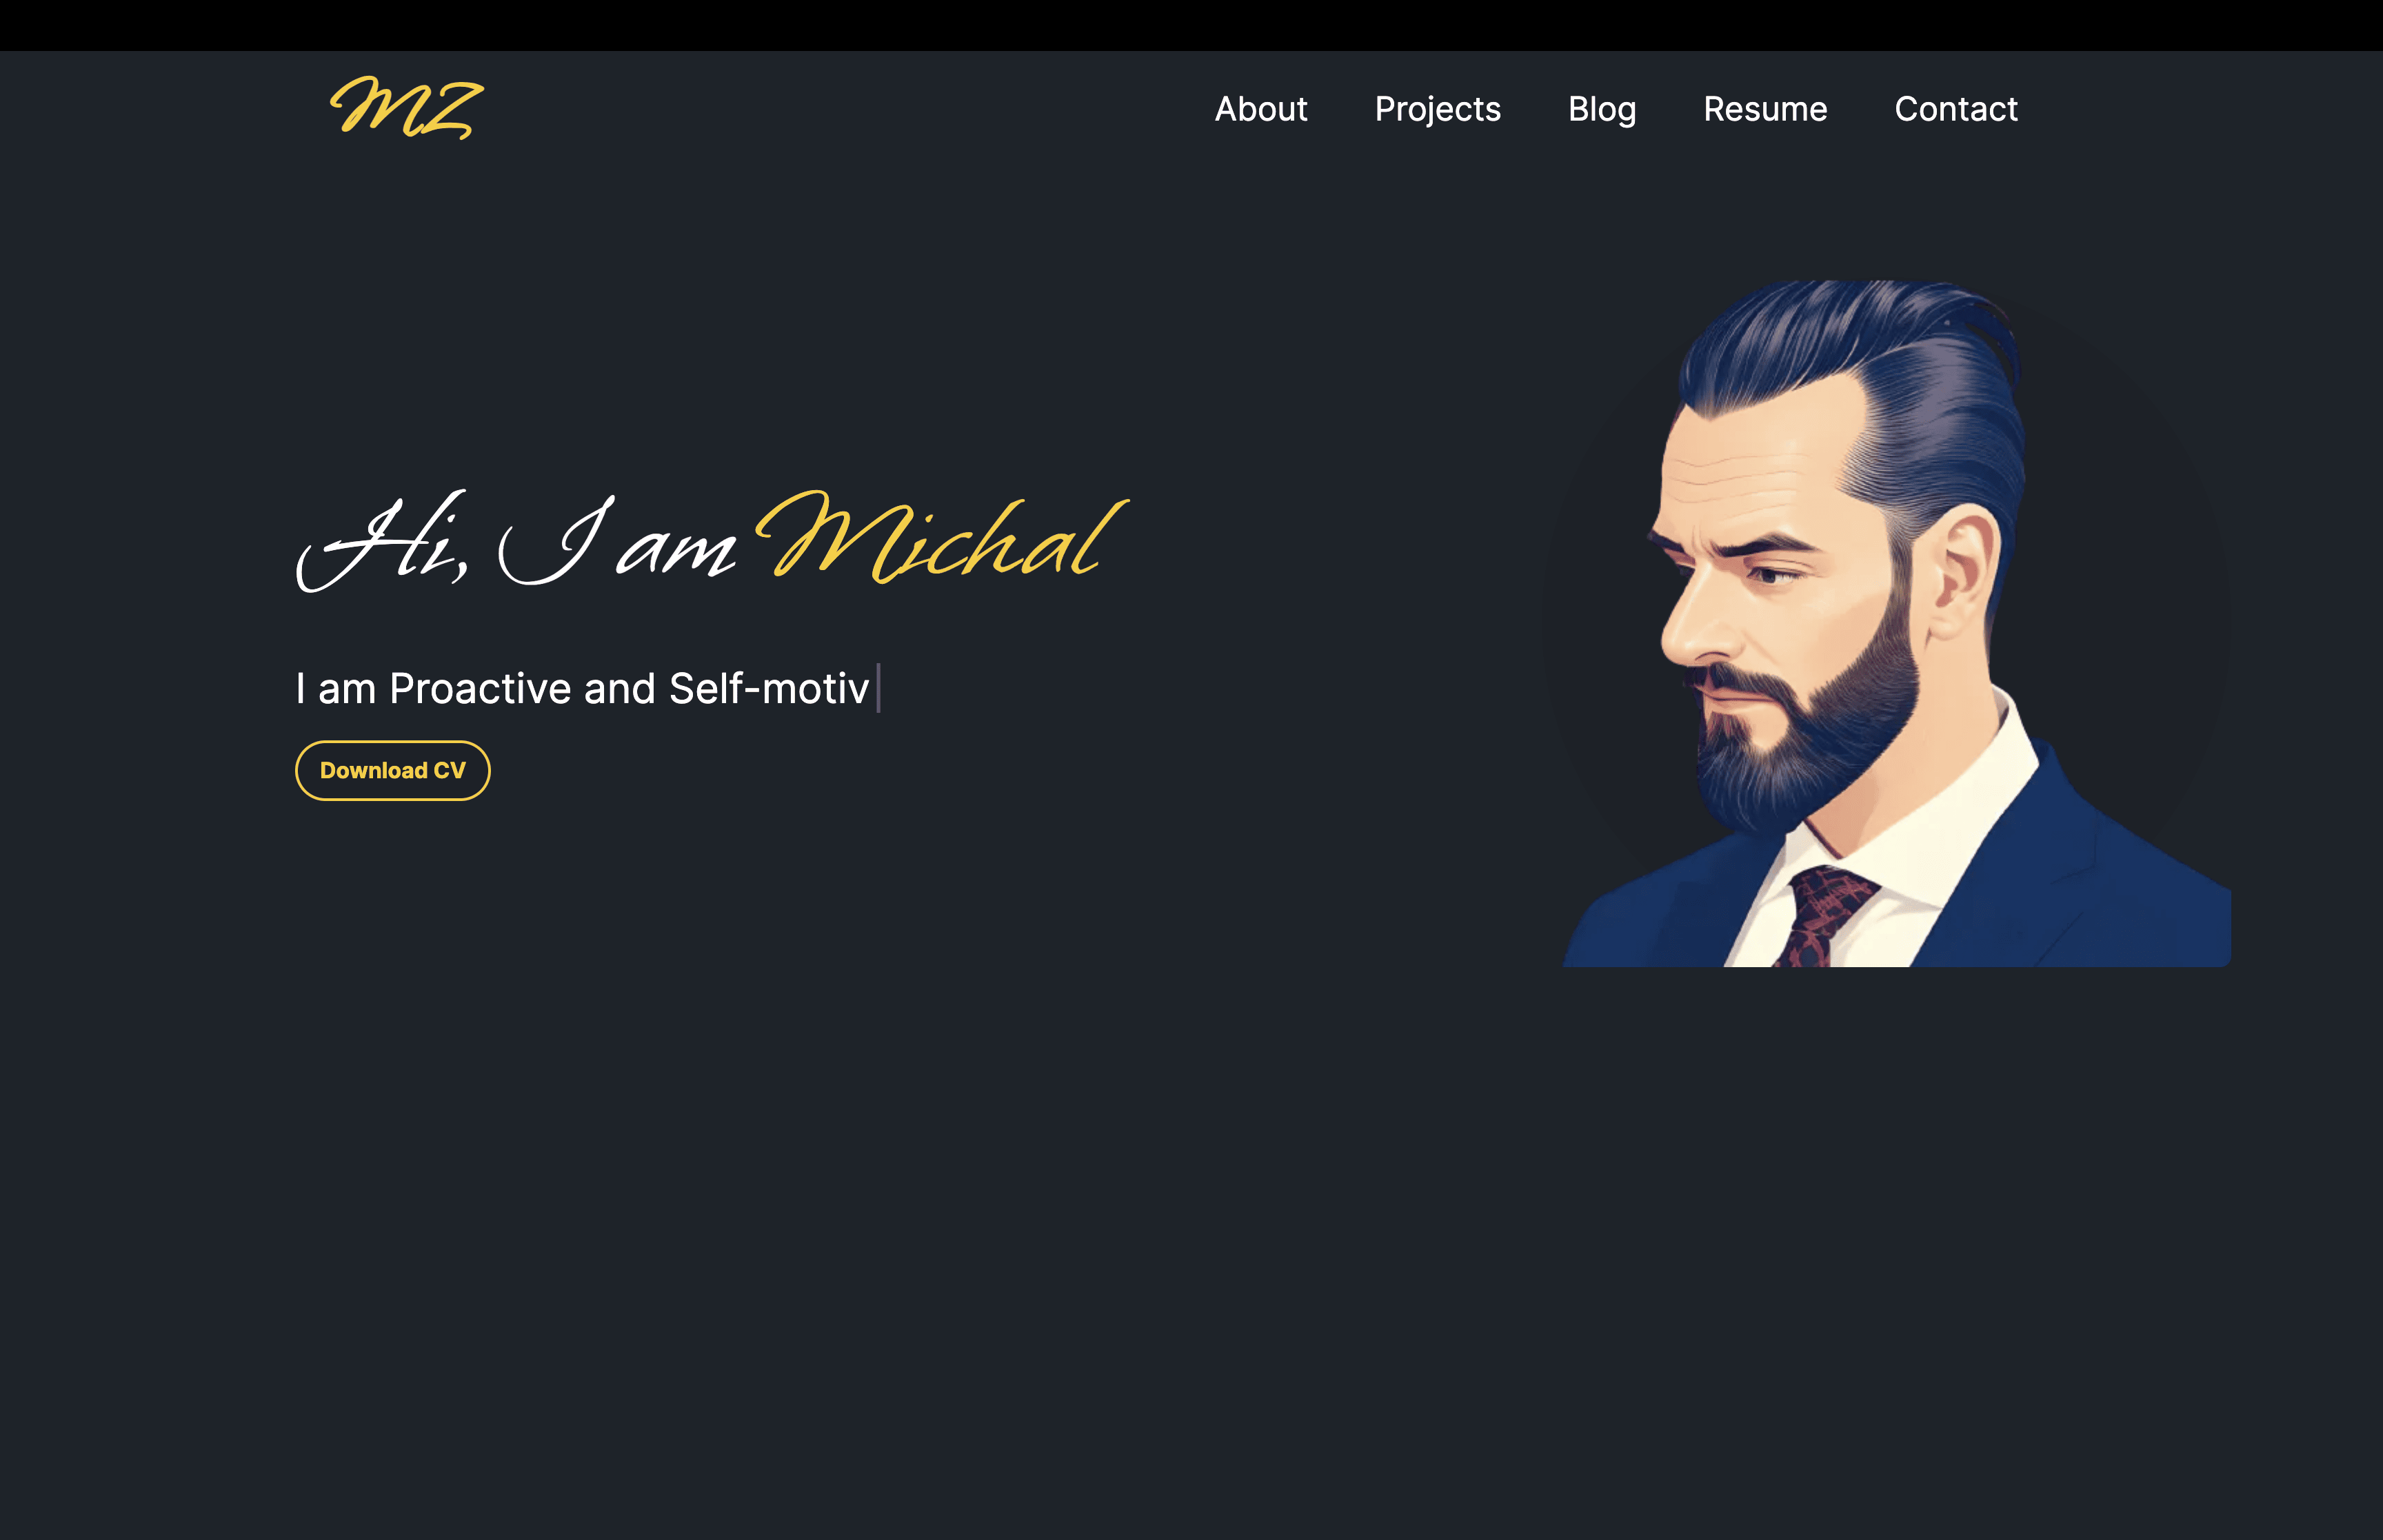 MZ
About Projects Blog Resume Contact
Hi, I am Michal
I am Proactive and Self-motiv
Download CV